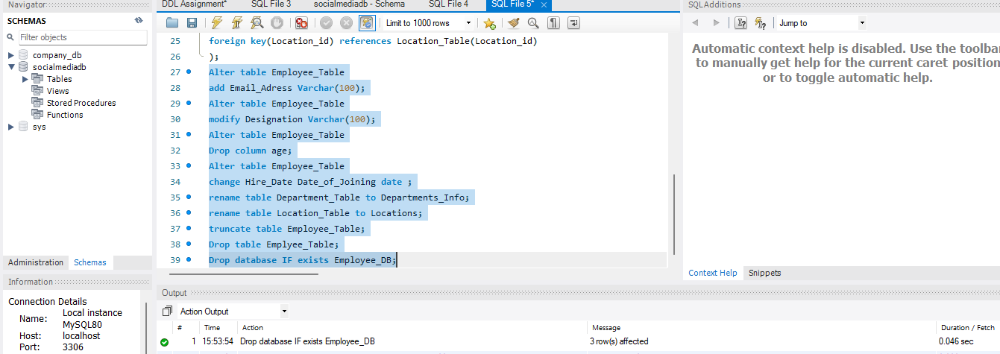 Navigator
SCHEMAS
Filter objects
company_db
socialmediadb
Tables
Views
Stored Procedures
Functions
sys
Administration Schemas
Information
Connection Details
Name: Local instance
MySQL80
Host: localhost
Port: 3306
DDL Assignment* SQL File 3 socialmediadb - Schema SQL File 4 SQL File 5*
Limit to 1000 rows
25 foreign key(Location_id) references Location_Table(Location_id)
26 );
27 Alter table Employee_Table
28 add Email_Adress Varchar(100);
29 Alter table Employee_Table
30 modify Designation Varchar(100);
31 Alter table Employee_Table
32 Drop column age;
33 Alter table Employee_Table
34 change Hire_Date Date_of_Joining date ;
35 rename table Department_Table to Departments_Info;
36 rename table Location_Table to Locations;
37 truncate table Employee_Table;
38 Drop table Emplyee_Table;
39 Drop database IF exists Employee_DB;
SQLAdditions
Jump to
Automatic context help is disabled. Use the toolbar
to manually get help for the current caret position
or to toggle automatic help.
Context Help Snippets
Output
Action Output
# Time Action Message Duration / Fetch
1 15:53:54 Drop database IF exists Employee_DB 3 row(s) affected 0.046 sec